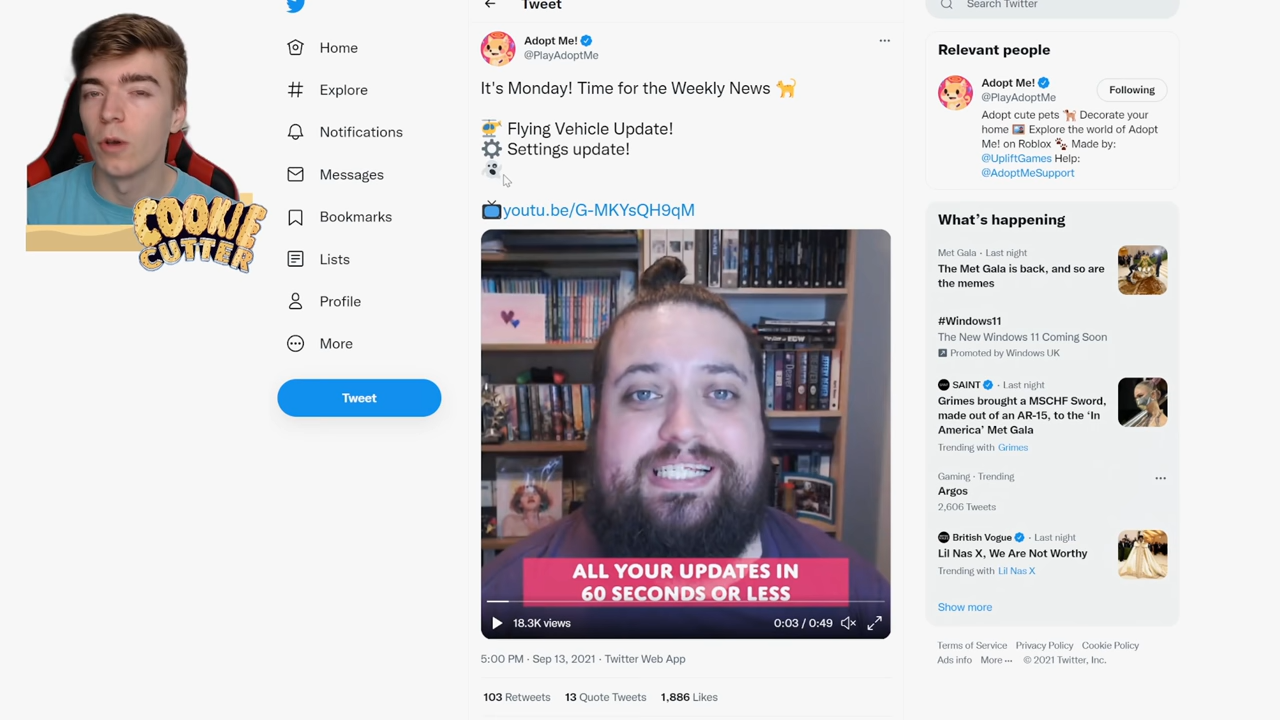 COOKIE
CUTTER
Home
Explore
Notifications
Messages
Bookmarks
Lists
Profile
More
Tweet
Tweet
Adopt Me!
@PlayAdoptMe
It's Monday! Time for the Weekly News
Flying Vehicle Update!
Settings update!
youtu.be/G-MKYsQH9qM
ALL YOUR UPDATES IN
60 SECONDS OR LESS
18.3K views
0:03 / 0:49
5:00 PM · Sep 13, 2021 · Twitter Web App
103 Retweets 13 Quote Tweets 1,886 Likes
Search Twitter
Relevant people
Adopt Me!
@PlayAdoptMe
Following
Adopt cute pets Decorate your
home Explore the world of Adopt
Me! on Roblox Made by:
@UpliftGames Help:
@AdoptMeSupport
What's happening
Met Gala · Last night
The Met Gala is back, and so are
the memes
#Windows11
The New Windows 11 Coming Soon
Promoted by Windows UK
SAINT · Last night
Grimes brought a MSCHF Sword,
made out of an AR-15, to the 'In
America' Met Gala
Trending with Grimes
Gaming · Trending
Argos
2,606 Tweets
British Vogue · Last night
Lil Nas X, We Are Not Worthy
Trending with Lil Nas X
Show more
Terms of Service Privacy Policy Cookie Policy
Ads info More ··· © 2021 Twitter, Inc.